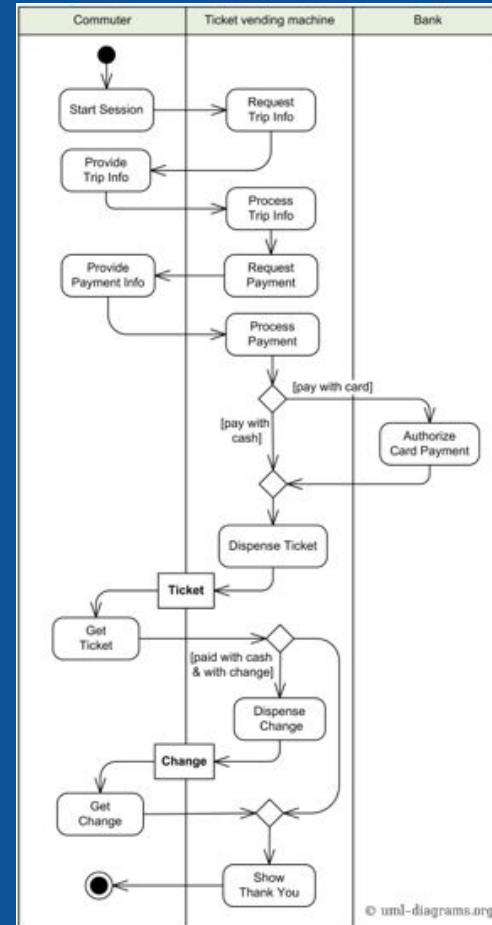 Commuter
Ticket vending machine
Bank
Start Session
Request
Trip Info
Provide
Trip Info
Process
Trip Info
Provide
Payment Info
Request
Payment
Process
Payment
[pay with card]
[pay with
cash]
Authorize
Card Payment
Dispense Ticket
Ticket
Get
Ticket
[paid with cash
& with change]
Dispense
Change
Change
Get
Change
Show
Thank You
© uml-diagrams.org